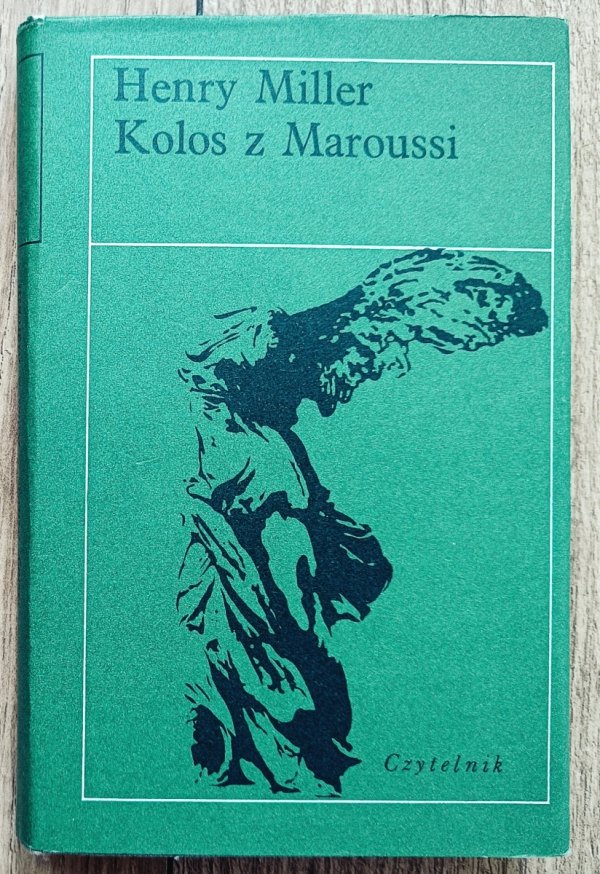 Henry Miller
Kolos z Maroussi
Czytelnik